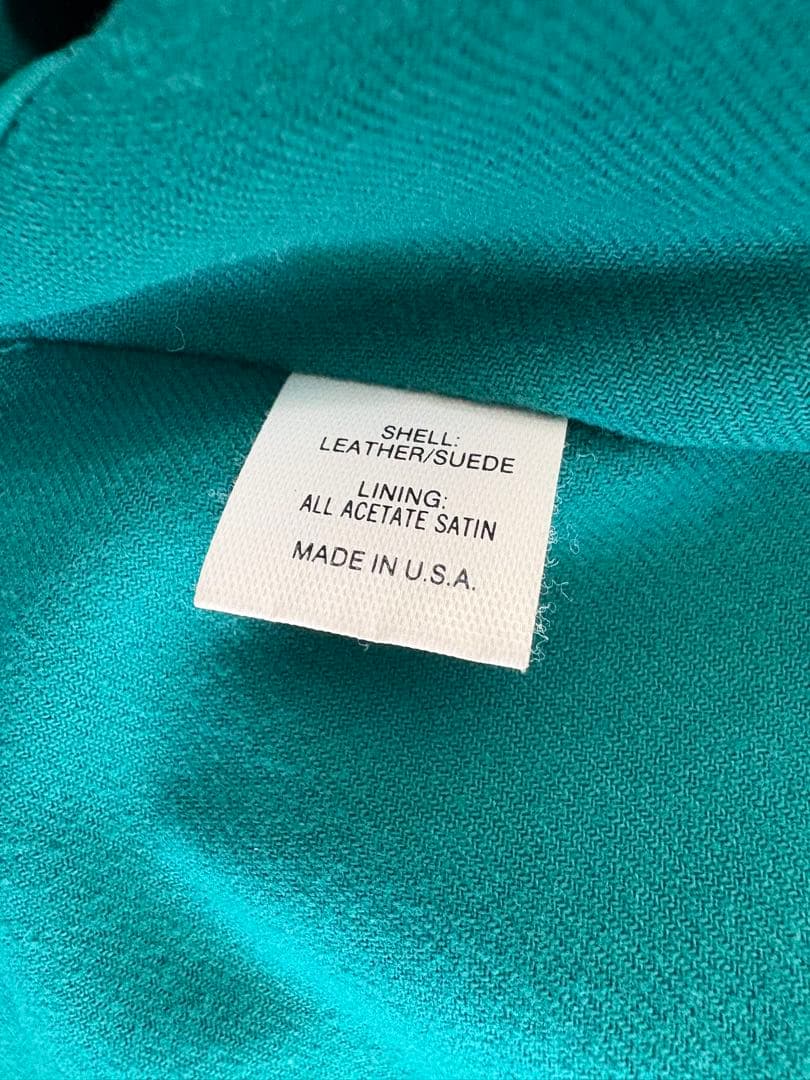 SHELL:
LEATHER/SUEDE
LINING:
ALL ACETATE SATIN
MADE IN U.S.A.